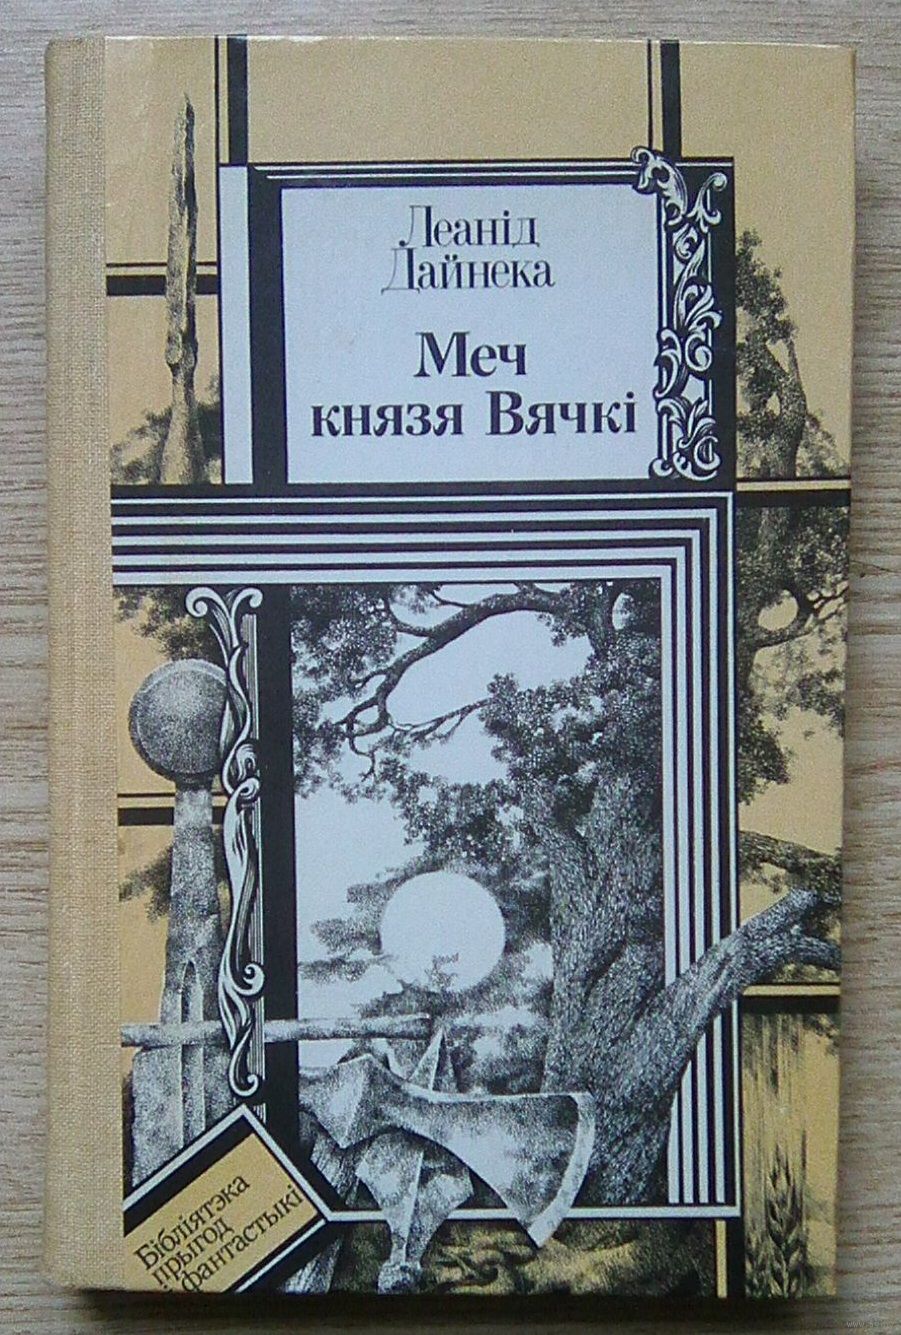 Леанід
Дайнека
Меч
князя Вячкі
Бібліятэка
прыгод
і фантастыкі